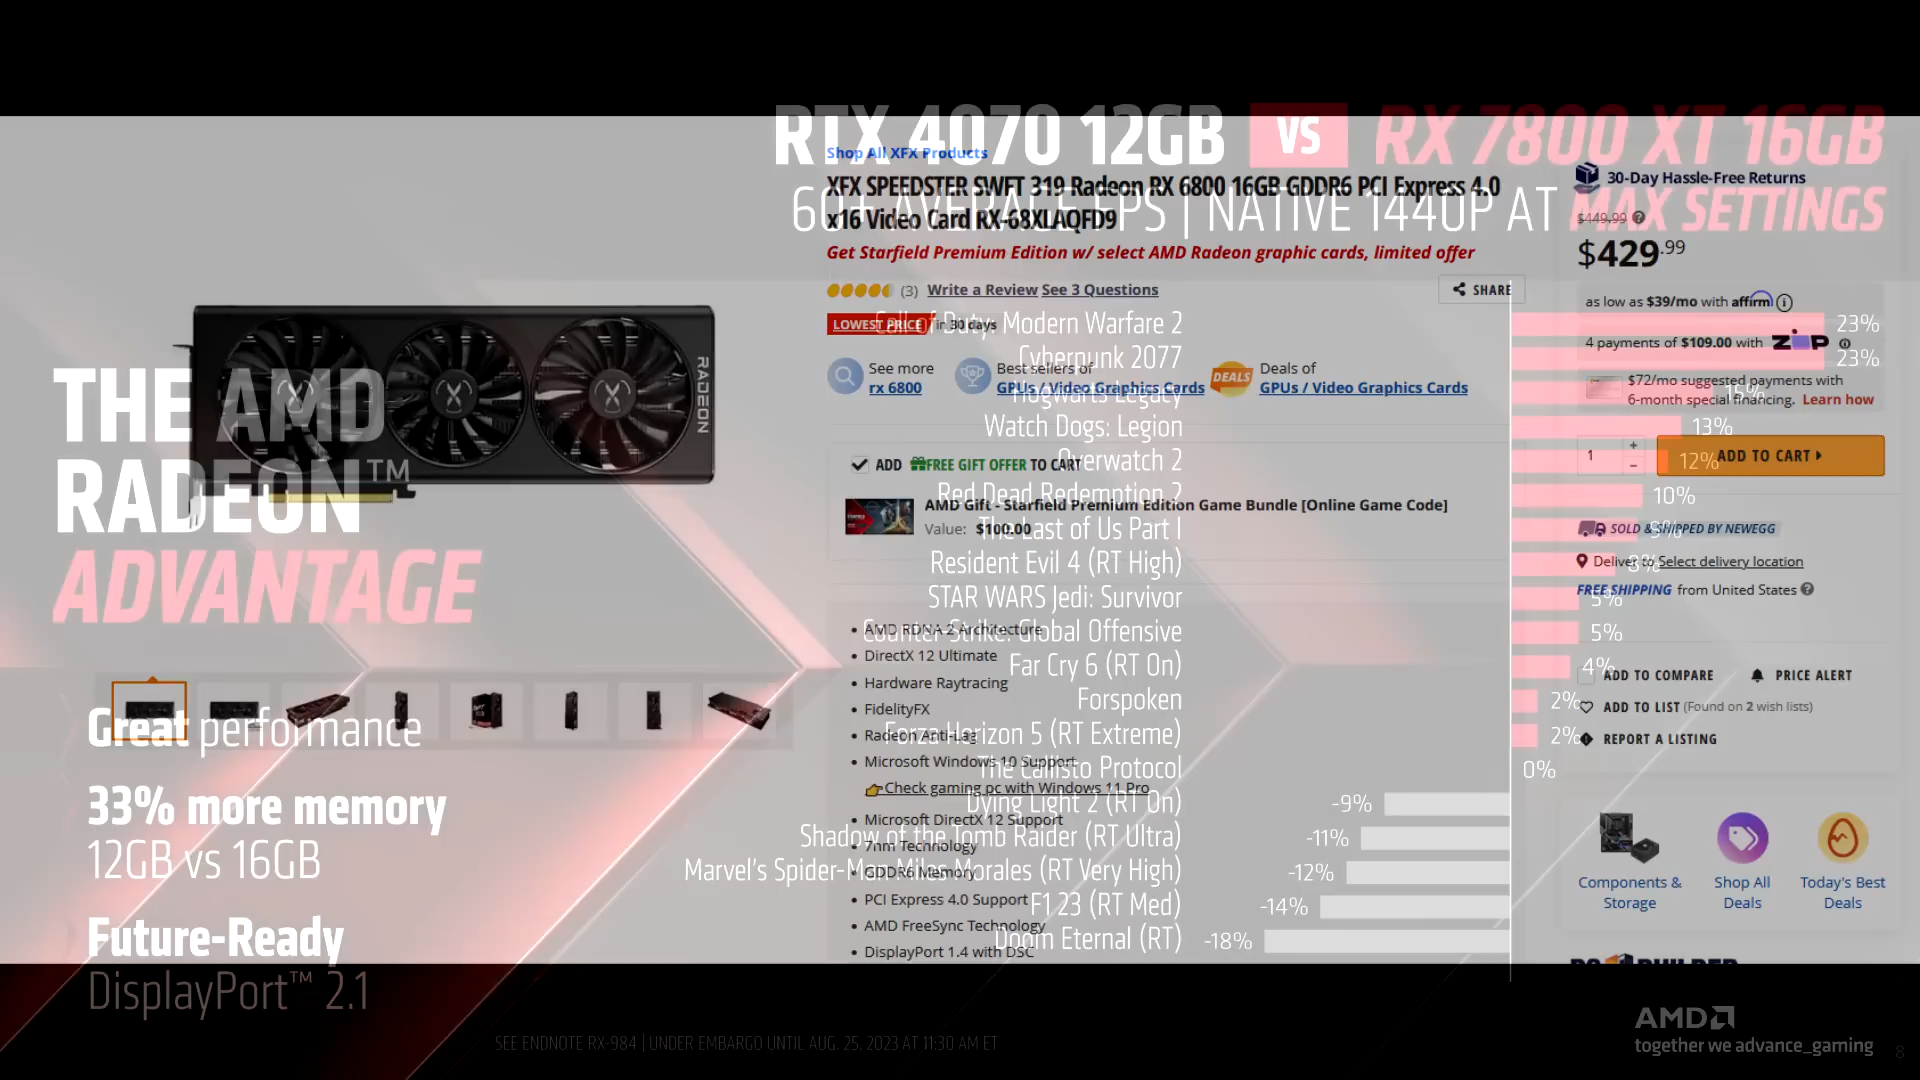 RTX 4070 12GB VS RX 7800 XT 16GB
60+ AVERAGE FPS | NATIVE 1440P AT MAX SETTINGS
THE AMD
RADEON™
ADVANTAGE
Great performance
33% more memory
12GB vs 16GB
Future-Ready
DisplayPort™ 2.1
Call of Duty: Modern Warfare 2 23%
Cyberpunk 2077 23%
Hogwarts Legacy 15%
Watch Dogs: Legion 13%
Overwatch 2 12%
Red Dead Redemption 2 10%
The Last of Us Part I 9%
Resident Evil 4 (RT High) 8%
STAR WARS Jedi: Survivor 5%
Counter-Strike: Global Offensive 5%
Far Cry 6 (RT On) 4%
Forspoken 2%
Forza Horizon 5 (RT Extreme) 2%
The Callisto Protocol 0%
Dying Light 2 (RT On) -9%
Shadow of the Tomb Raider (RT Ultra) -11%
Marvel's Spider-Man: Miles Morales (RT Very High) -12%
F1 23 (RT Med) -14%
Doom Eternal (RT) -18%
SEE ENDNOTE RX-984 | UNDER EMBARGO UNTIL AUG. 25, 2023 AT 11:30 AM ET
AMD
together we advance_gaming
8
Shop All XFX Products
XFX SPEEDSTER SWFT 319 Radeon RX 6800 16GB GDDR6 PCI Express 4.0
x16 Video Card RX-68XLAQFD9
Get Starfield Premium Edition w/ select AMD Radeon graphic cards, limited offer
(3) Write a Review See 3 Questions
SHARE
LOWEST PRICE in 30 days
See more
rx 6800
Best sellers of
GPUs / Video Graphics Cards
DEALS
Deals of
GPUs / Video Graphics Cards
ADD FREE GIFT OFFER TO CART
AMD Gift - Starfield Premium Edition Game Bundle [Online Game Code]
Value: $100.00
• AMD RDNA 2 Architecture
• DirectX 12 Ultimate
• Hardware Raytracing
• FidelityFX
• Radeon Anti-Lag
• Microsoft Windows 10 Support
Check gaming pc with Windows 11 Pro
• Microsoft DirectX 12 Support
• 7nm Technology
• GDDR6 Memory
• PCI Express 4.0 Support
• AMD FreeSync Technology
• DisplayPort 1.4 with DSC
RADEON
30-Day Hassle-Free Returns
$449.99
$429.99
as low as $39/mo with affirm
4 payments of $109.00 with ZIP
$72/mo suggested payments with
6-month special financing. Learn how
1
+
−
ADD TO CART
SOLD & SHIPPED BY NEWEGG
Deliver to Select delivery location
FREE SHIPPING from United States
ADD TO COMPARE
PRICE ALERT
ADD TO LIST (Found on 2 wish lists)
REPORT A LISTING
Components &
Storage
Shop All
Deals
Today's Best
Deals